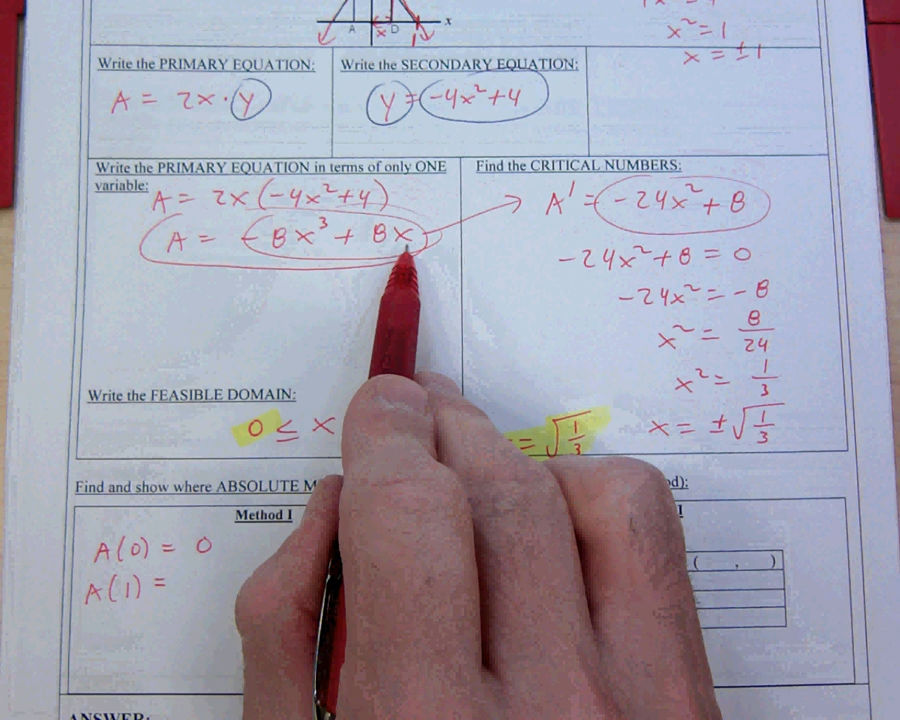 A D x
x
1
x² = 1
x = ±1
Write the PRIMARY EQUATION:
A = 2x · y
Write the SECONDARY EQUATION:
y = -4x² + 4
Write the PRIMARY EQUATION in terms of only ONE
variable:
A = 2x(-4x² + 4)
A = -8x³ + 8x
Find the CRITICAL NUMBERS:
A' = -24x² + 8
-24x² + 8 = 0
-24x² = -8
x² = 8/24
x² = 1/3
x = ±√(1/3)
Write the FEASIBLE DOMAIN:
0 ≤ x
= √(1/3)
Find and show where ABSOLUTE
Method I
A(0) = 0
A(1) =
( , )
ANSWER: